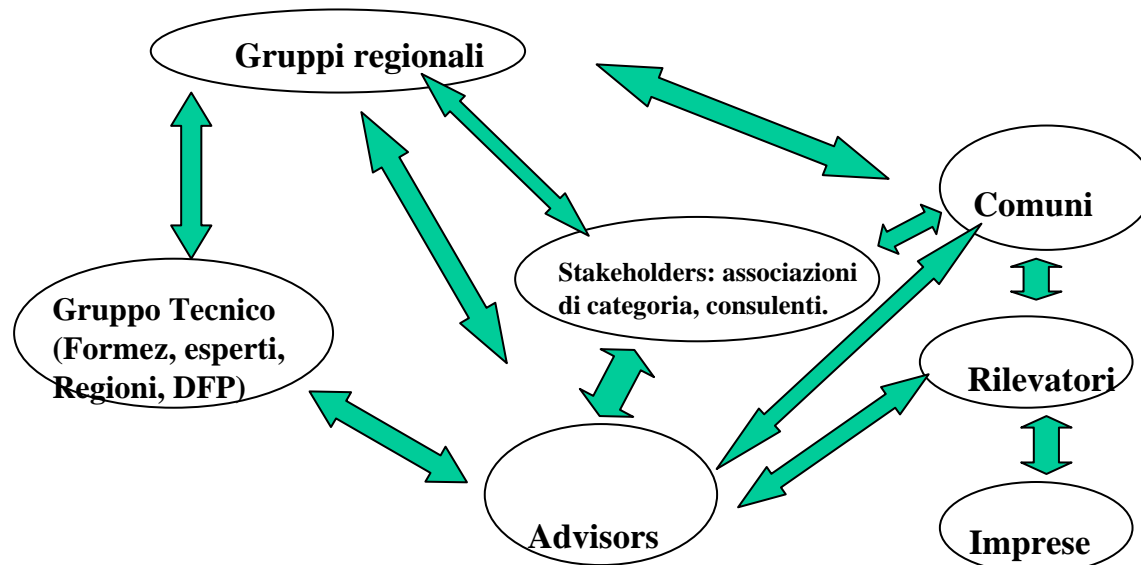 Gruppi regionali
Comuni
Stakeholders: associazioni
di categoria, consulenti.
Gruppo Tecnico
(Formez, esperti,
Regioni, DFP)
Rilevatori
Advisors
Imprese